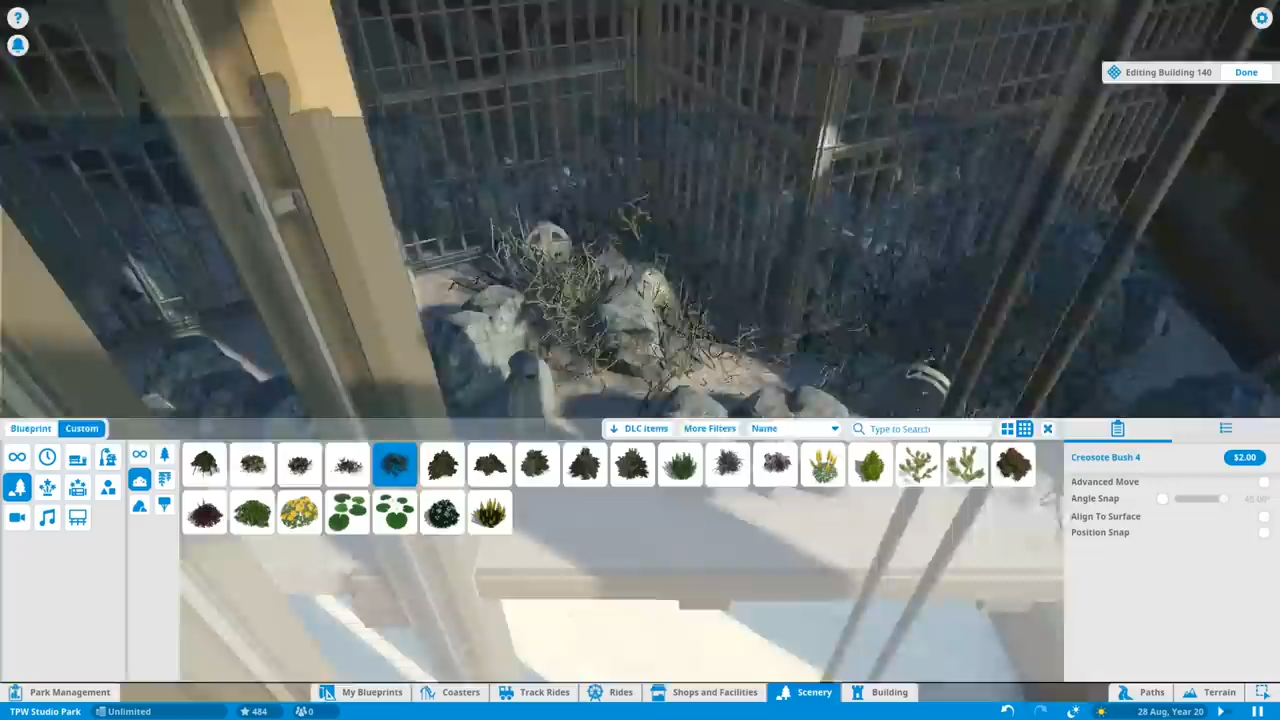 ?
Editing Building 140 Done
Blueprint Custom
DLC items More Filters Name Type to Search
Creosote Bush 4 $2.00
Advanced Move
Angle Snap 45.00°
Align To Surface
Position Snap
Park Management My Blueprints Coasters Track Rides Rides Shops and Facilities Scenery Building Paths Terrain
TPW Studio Park Unlimited 484 0 28 Aug, Year 20